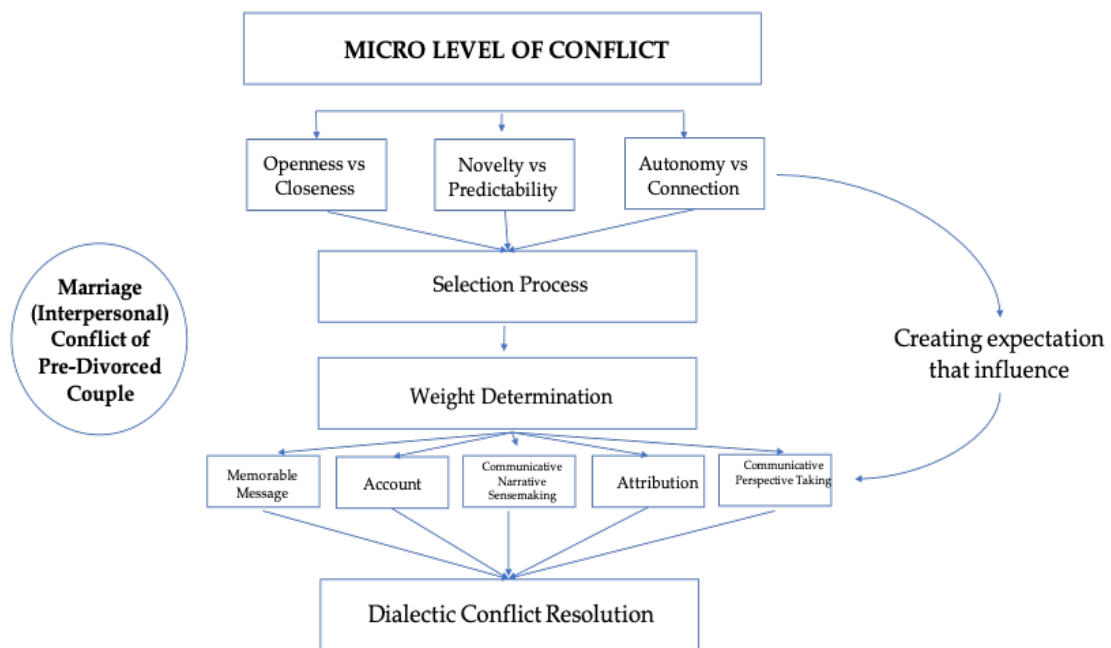 MICRO LEVEL OF CONFLICT
Openness vs
Closeness
Novelty vs
Predictability
Autonomy vs
Connection
Selection Process
Marriage
(Interpersonal)
Conflict of
Pre-Divorced
Couple
Creating expectation
that influence
Weight Determination
Memorable
Message
Account
Communicative
Narrative
Sensemaking
Attribution
Communicative
Perspective Taking
Dialectic Conflict Resolution